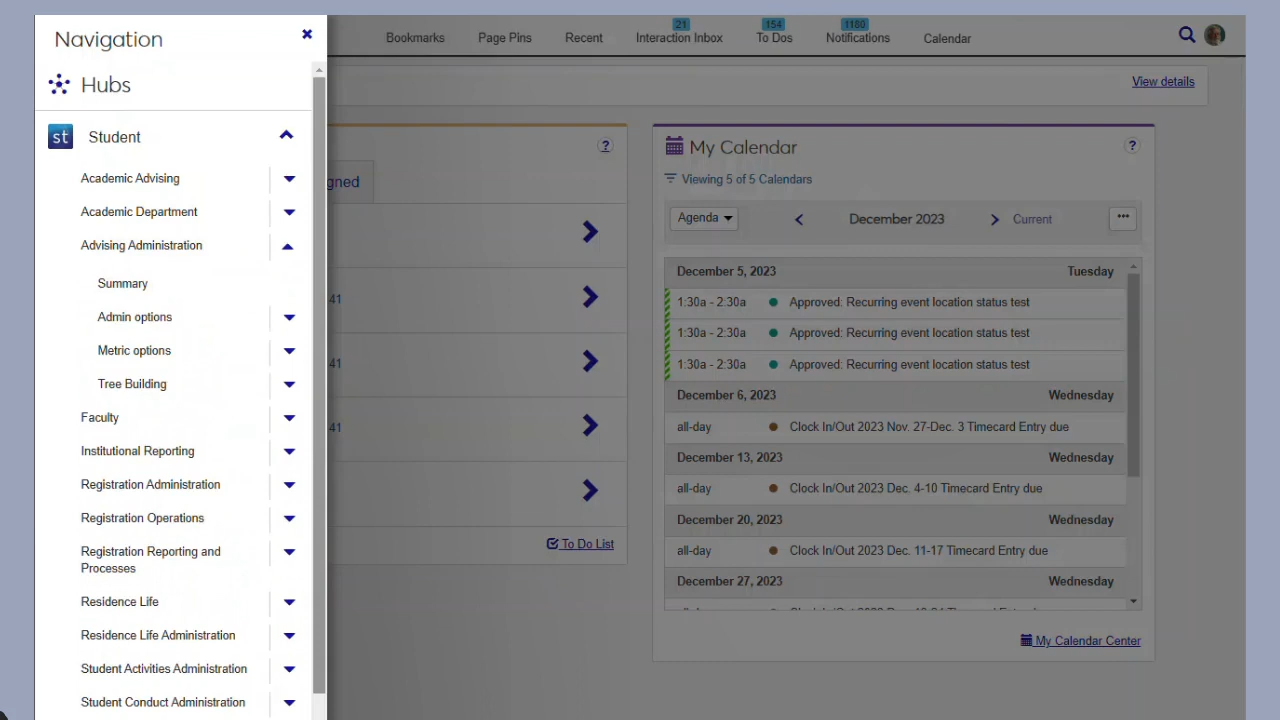 Navigation
Hubs
st Student
Academic Advising
Academic Department
Advising Administration
Summary
Admin options
Metric options
Tree Building
Faculty
Institutional Reporting
Registration Administration
Registration Operations
Registration Reporting and
Processes
Residence Life
Residence Life Administration
Student Activities Administration
Student Conduct Administration
21 154 1180
Bookmarks Page Pins Recent Interaction Inbox To Dos Notifications Calendar
View details
?
gned
41
41
41
To Do List
My Calendar ?
Viewing 5 of 5 Calendars
Agenda December 2023 Current ...
December 5, 2023 Tuesday
1:30a - 2:30a Approved: Recurring event location status test
1:30a - 2:30a Approved: Recurring event location status test
1:30a - 2:30a Approved: Recurring event location status test
December 6, 2023 Wednesday
all-day Clock In/Out 2023 Nov. 27-Dec. 3 Timecard Entry due
December 13, 2023 Wednesday
all-day Clock In/Out 2023 Dec. 4-10 Timecard Entry due
December 20, 2023 Wednesday
all-day Clock In/Out 2023 Dec. 11-17 Timecard Entry due
December 27, 2023 Wednesday
My Calendar Center